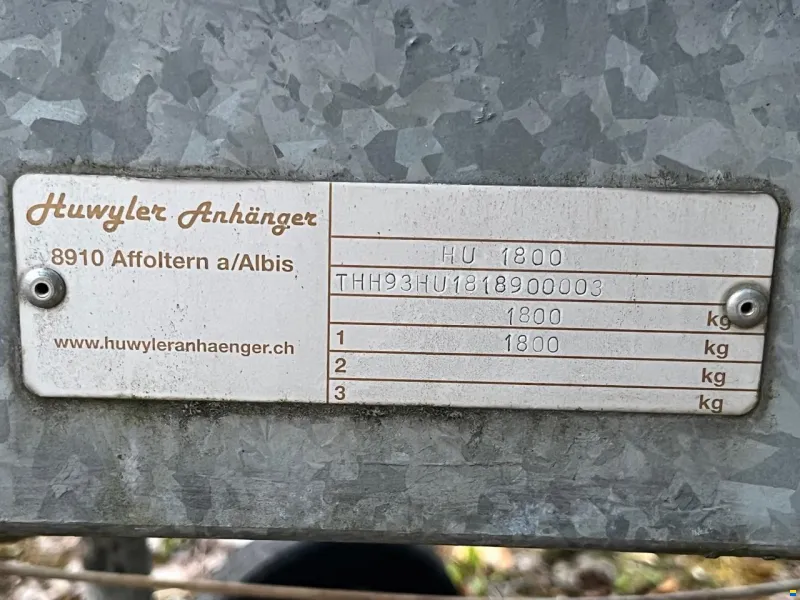 Huwyler Anhänger
8910 Affoltern a/Albis
www.huwyleranhaenger.ch
HU 1800
THH93HU1818900003
1800 kg
1 1800 kg
2 kg
3 kg